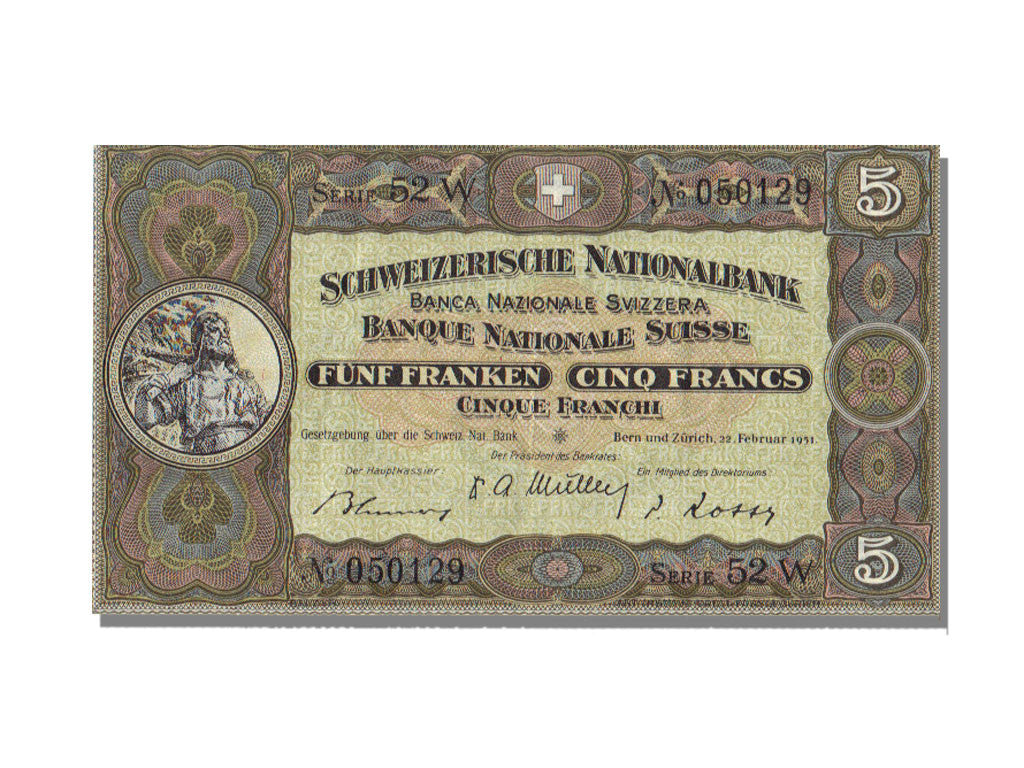 SERIE 52 W No 050129 5
SCHWEIZERISCHE NATIONALBANK
BANCA NAZIONALE SVIZZERA
BANQUE NATIONALE SUISSE
FÜNF FRANKEN CINQ FRANCS
CINQUE FRANCHI
Gesetzgebung über die Schweiz. Nat. Bank Bern und Zürich, 22. Februar 1951.
Der Präsident des Bankrates:
Der Hauptkassier: Ein Mitglied des Direktoriums:
Müller Rossy
No 050129 SERIE 52 W 5